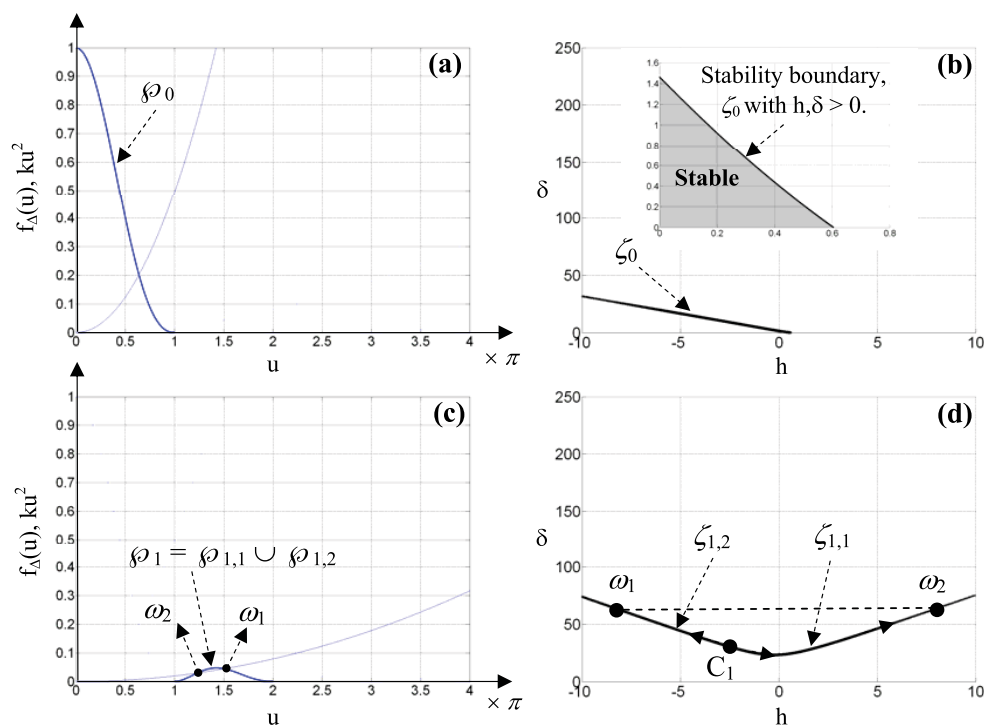 (a)
1
0.9
0.8
0.7
0.6
0.5
0.4
0.3
0.2
0.1
0
℘0
fΔ(u), ku²
0 0.5 1 1.5 2 2.5 3 3.5 4
u
× π
(b)
250
200
150
100
50
0
δ
1.6
1.4
1.2
1
0.8
0.6
0.4
0.2
0
0 0.2 0.4 0.6 0.8
Stability boundary,
ζ0 with h,δ > 0.
Stable
ζ0
-10 -5 0 5 10
h
(c)
1
0.9
0.8
0.7
0.6
0.5
0.4
0.3
0.2
0.1
0
fΔ(u), ku²
℘1 = ℘1,1 ∪ ℘1,2
ω2 ω1
0 0.5 1 1.5 2 2.5 3 3.5 4
u
× π
(d)
250
200
150
100
50
0
δ
ζ1,2 ζ1,1
ω1 ω2
C1
-10 -5 0 5 10
h